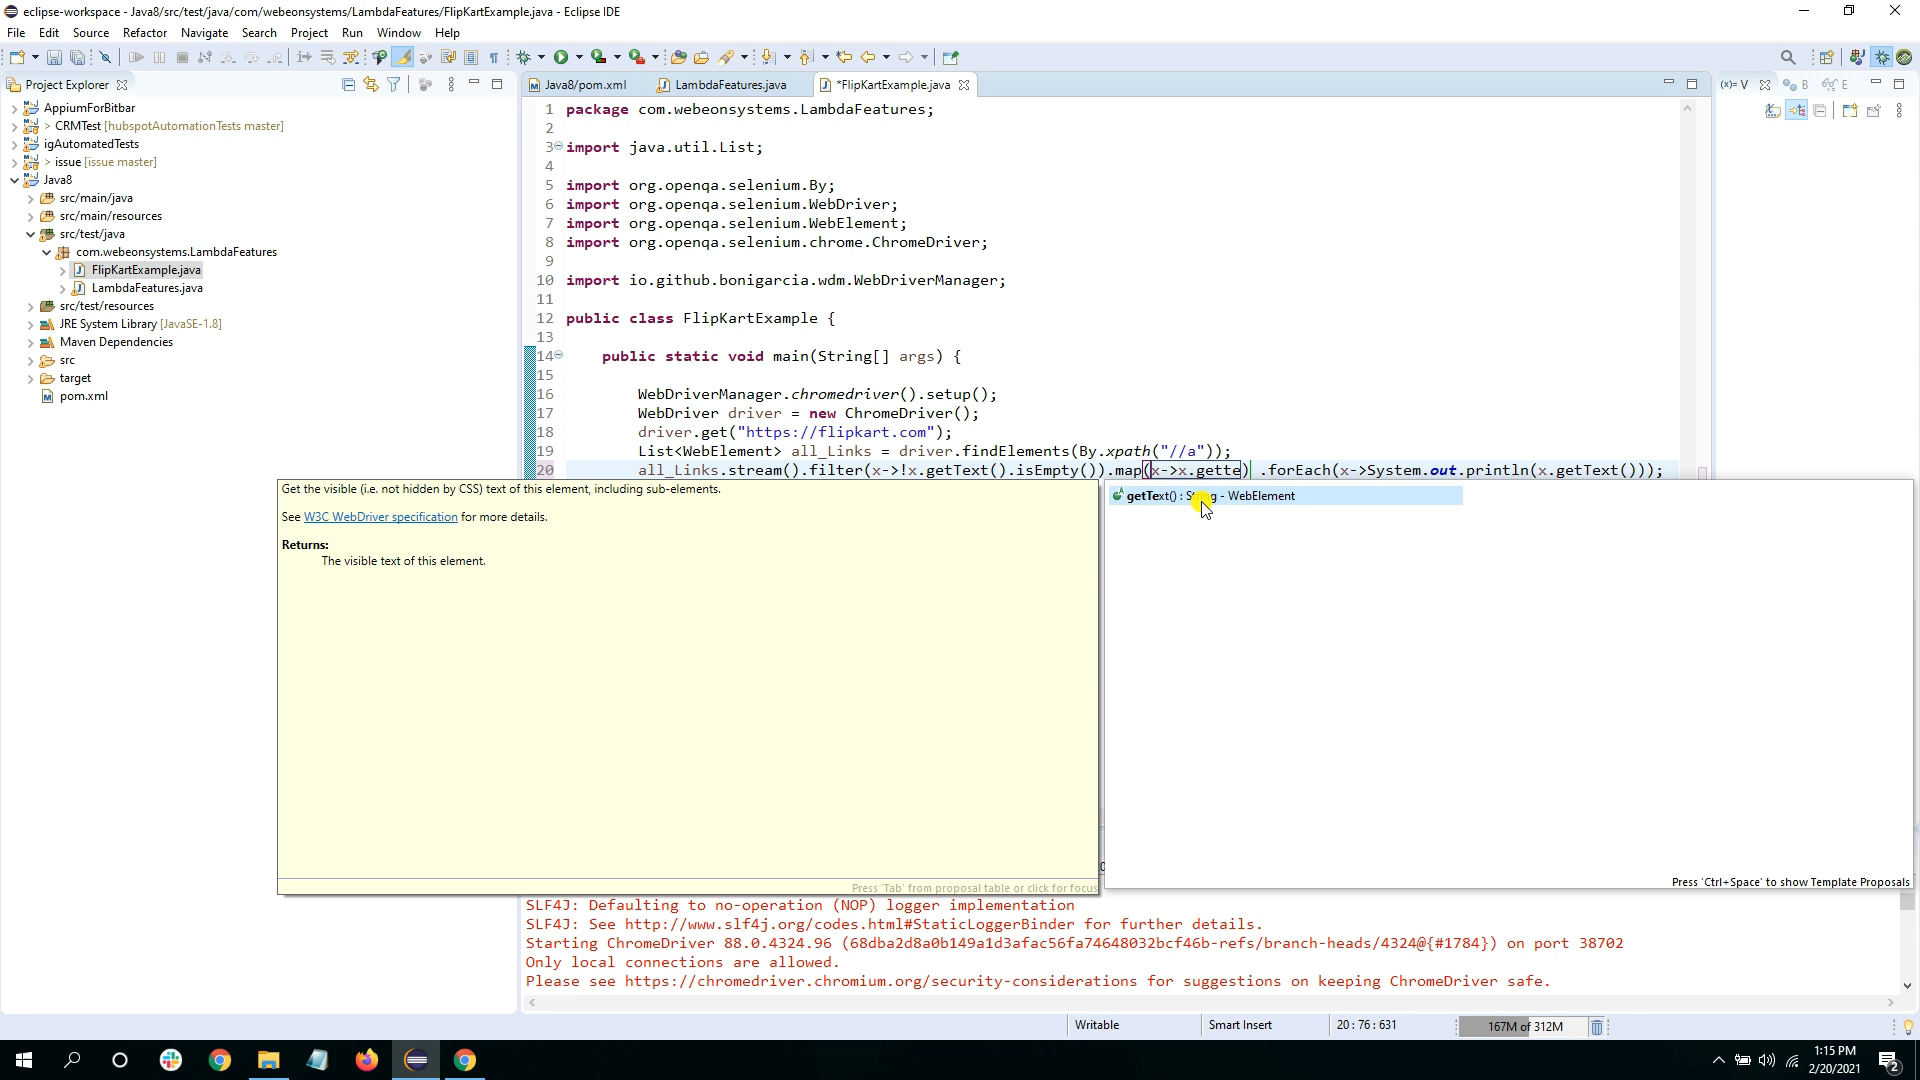 eclipse-workspace - Java8/src/test/java/com/webeonsystems/LambdaFeatures/FlipKartExample.java - Eclipse IDE
File Edit Source Refactor Navigate Search Project Run Window Help
Project Explorer
Java8/pom.xml LambdaFeatures.java *FlipKartExample.java
(x)= V B E
AppiumForBitbar
> CRMTest [hubspotAutomationTests master]
igAutomatedTests
> issue [issue master]
Java8
src/main/java
src/main/resources
src/test/java
com.webeonsystems.LambdaFeatures
FlipKartExample.java
LambdaFeatures.java
src/test/resources
JRE System Library [JavaSE-1.8]
Maven Dependencies
src
target
pom.xml
1 package com.webeonsystems.LambdaFeatures;
2
3 import java.util.List;
4
5 import org.openqa.selenium.By;
6 import org.openqa.selenium.WebDriver;
7 import org.openqa.selenium.WebElement;
8 import org.openqa.selenium.chrome.ChromeDriver;
9
10 import io.github.bonigarcia.wdm.WebDriverManager;
11
12 public class FlipKartExample {
13
14 public static void main(String[] args) {
15
16 WebDriverManager.chromedriver().setup();
17 WebDriver driver = new ChromeDriver();
18 driver.get("https://flipkart.com");
19 List<WebElement> all_Links = driver.findElements(By.xpath("//a"));
20 all_Links.stream().filter(x->!x.getText().isEmpty()).map(x->x.gette) .forEach(x->System.out.println(x.getText()));
Get the visible (i.e. not hidden by CSS) text of this element, including sub-elements.
See W3C WebDriver specification for more details.
Returns:
The visible text of this element.
Press 'Tab' from proposal table or click for focus
getText() : String - WebElement
Press 'Ctrl+Space' to show Template Proposals
SLF4J: Defaulting to no-operation (NOP) logger implementation
SLF4J: See http://www.slf4j.org/codes.html#StaticLoggerBinder for further details.
Starting ChromeDriver 88.0.4324.96 (68dba2d8a0b149a1d3afac56fa74648032bcf46b-refs/branch-heads/4324@{#1784}) on port 38702
Only local connections are allowed.
Please see https://chromedriver.chromium.org/security-considerations for suggestions on keeping ChromeDriver safe.
Writable Smart Insert 20 : 76 : 631 167M of 312M
1:15 PM
2/20/2021
2